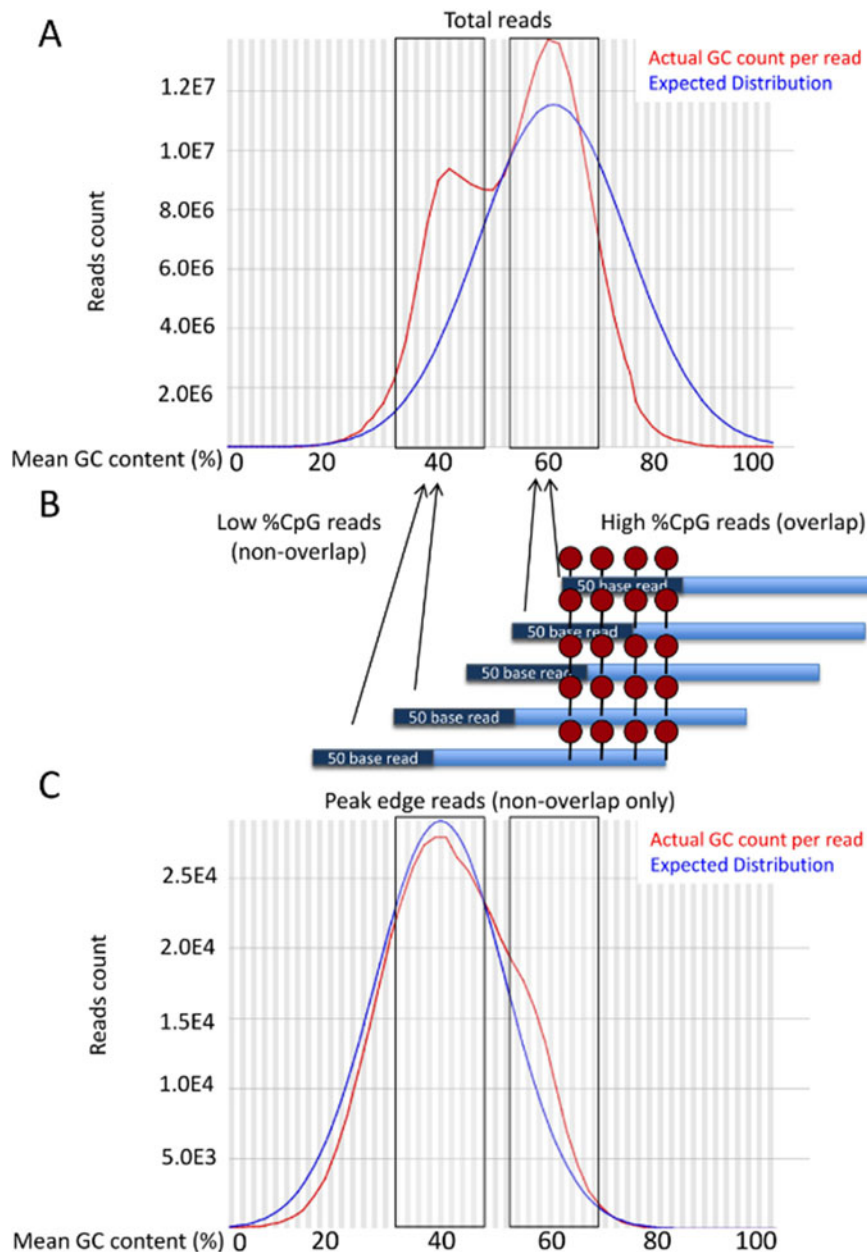 A
Total reads
Actual GC count per read
Expected Distribution
1.2E7
1.0E7
8.0E6
6.0E6
4.0E6
2.0E6
Reads count
Mean GC content (%) 0 20 40 60 80 100
B
Low %CpG reads
(non-overlap)
High %CpG reads (overlap)
50 base read
50 base read
50 base read
50 base read
50 base read
C
Peak edge reads (non-overlap only)
Actual GC count per read
Expected Distribution
2.5E4
2.0E4
1.5E4
1.0E4
5.0E3
Reads count
Mean GC content (%) 0 20 40 60 80 100